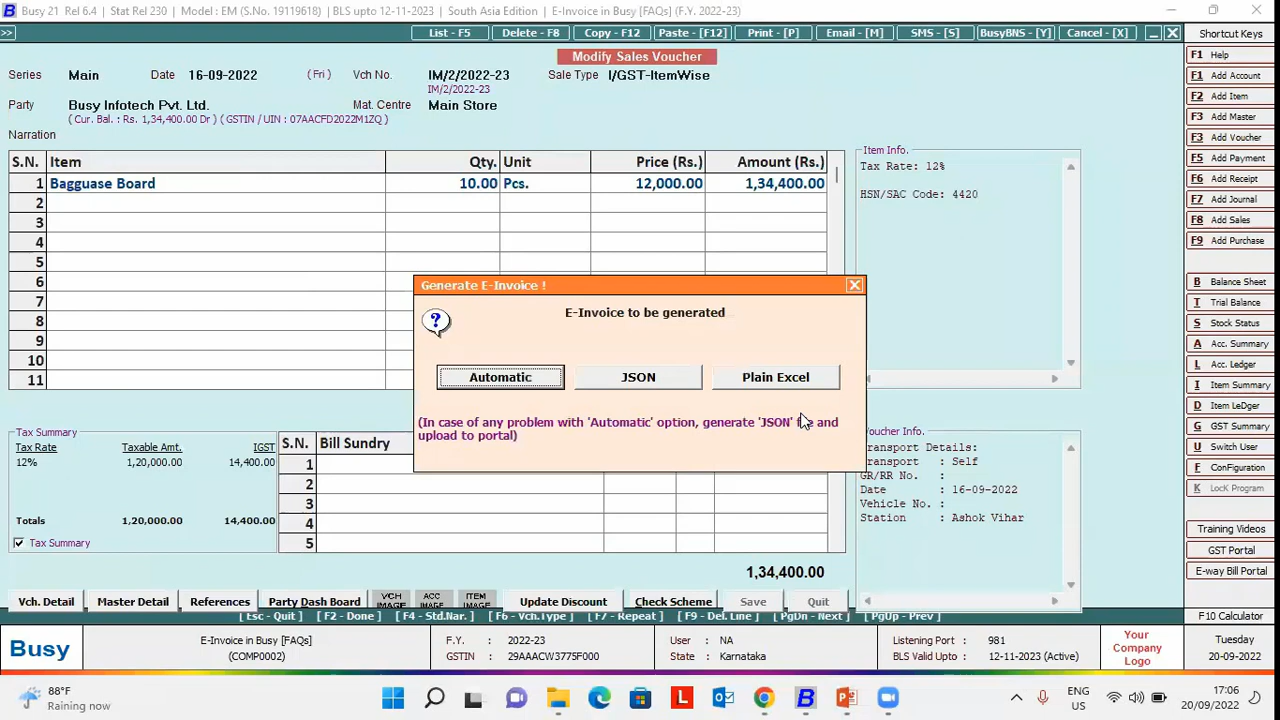 Busy 21 Rel 6.4 | Stat Rel 230 | Model : EM (S.No. 19119618) | BLS upto 12-11-2023 | South Asia Edition | E-Invoice in Busy [FAQs] (F.Y. 2022-23)
>> List - F5 Delete - F8 Copy - F12 Paste - [F12] Print - [P] Email - [M] SMS - [S] BusyBNS - [Y] Cancel - [X] Shortcut Keys
Modify Sales Voucher
Series Main Date 16-09-2022 (Fri) Vch No. IM/2/2022-23 Sale Type I/GST-ItemWise
IM/2/2022-23
Party Busy Infotech Pvt. Ltd. Mat. Centre Main Store
( Cur. Bal. : Rs. 1,34,400.00 Dr ) ( GSTIN / UIN : 07AACFD2022M1ZQ )
Narration
S.N. Item Qty. Unit Price (Rs.) Amount (Rs.)
1 Bagguase Board 10.00 Pcs. 12,000.00 1,34,400.00
2
3
4
5
6
7
8
9
10
11
Item Info.
Tax Rate: 12%
HSN/SAC Code: 4420
Generate E-Invoice !
? E-Invoice to be generated
Automatic JSON Plain Excel
(In case of any problem with 'Automatic' option, generate 'JSON' file and
upload to portal)
Tax Summary
Tax Rate Taxable Amt. IGST
12% 1,20,000.00 14,400.00
Totals 1,20,000.00 14,400.00
Tax Summary
S.N. Bill Sundry
1
2
3
4
5
1,34,400.00
Voucher Info.
Transport Details:
Transport : Self
GR/RR No. :
Date : 16-09-2022
Vehicle No. :
Station : Ashok Vihar
Vch. Detail Master Detail References Party Dash Board VCH IMAGE ACC IMAGE ITEM IMAGE Update Discount Check Scheme Save Quit
[ Esc - Quit ] [ F2 - Done ] [ F4 - Std. Nar. ] [ F6 - Vch.Type ] [ F7 - Repeat ] [ F9 - Del. Line ] [ PgDn - Next ] [ PgUp - Prev ]
F1 Help
F1 Add Account
F2 Add Item
F3 Add Master
F3 Add Voucher
F5 Add Payment
F6 Add Receipt
F7 Add Journal
F8 Add Sales
F9 Add Purchase
B Balance Sheet
T Trial Balance
S Stock Status
A Acc. Summary
L Acc. Ledger
I Item Summary
D Item LeDger
G GST Summary
U Switch User
F ConFiguration
K LocK Program
Training Videos
GST Portal
E-way Bill Portal
F10 Calculator
Busy
E-Invoice in Busy [FAQs]
(COMP0002)
F.Y. : 2022-23
GSTIN : 29AAACW3775F000
User : NA
State : Karnataka
Listening Port : 981
BLS Valid Upto : 12-11-2023 (Active)
Your
Company
Logo
Tuesday
20-09-2022
88°F
Raining now
L B
ENG
US
17:06
20/09/2022